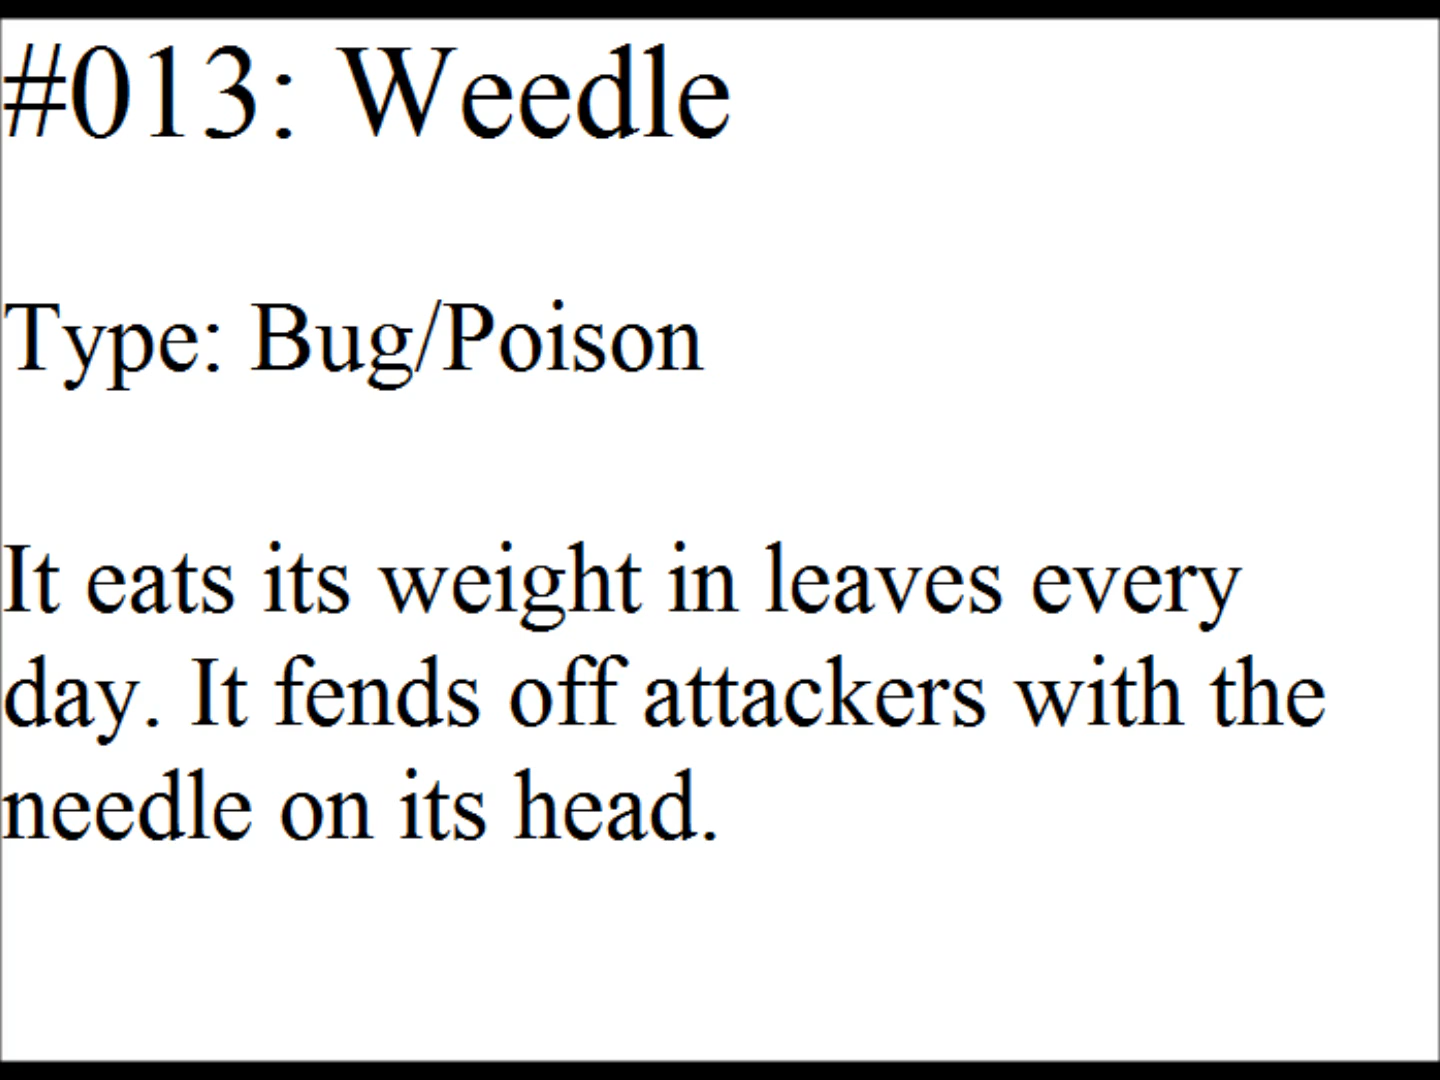 #013: Weedle
Type: Bug/Poison
It eats its weight in leaves every
day. It fends off attackers with the
needle on its head.